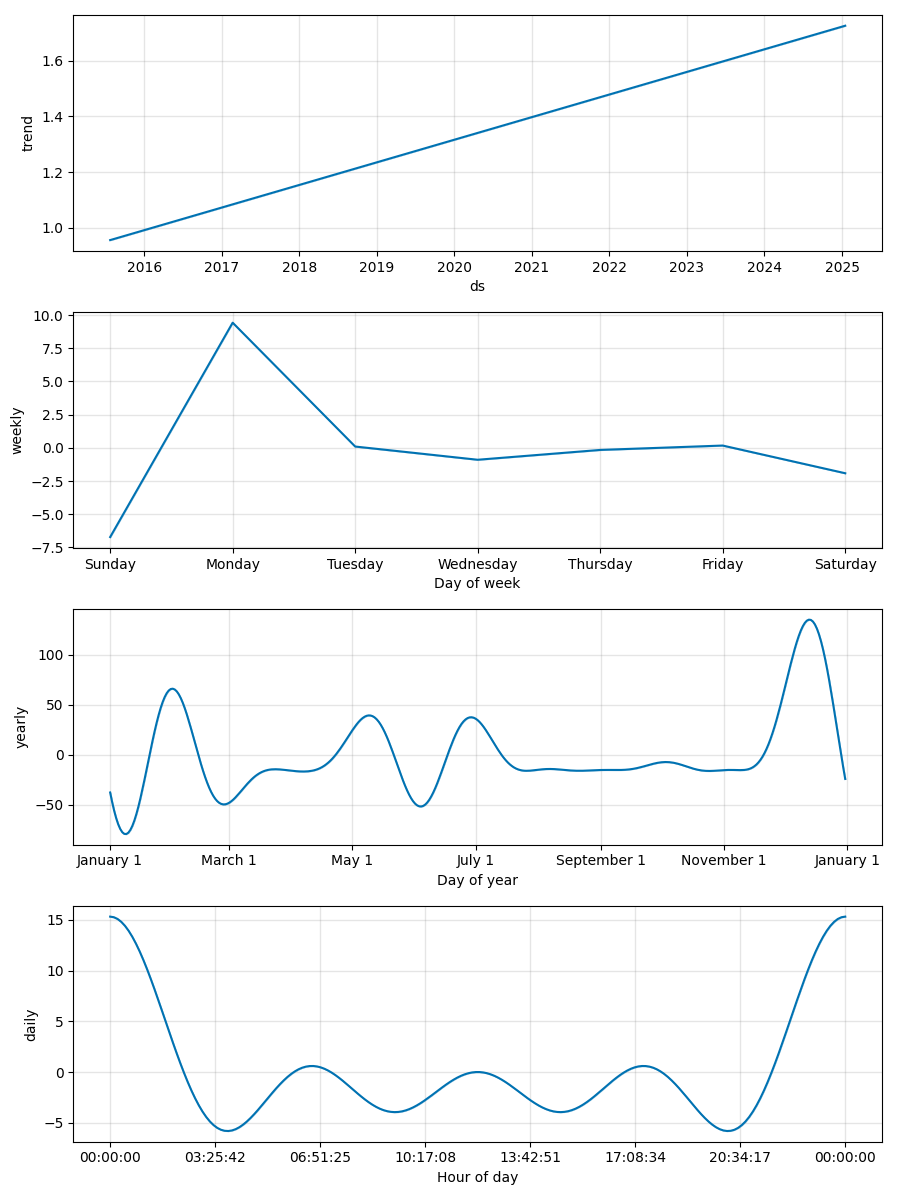 1.6
1.4
1.2
1.0
trend
2016 2017 2018 2019 2020 2021 2022 2023 2024 2025
ds
10.0
7.5
5.0
2.5
0.0
−2.5
−5.0
−7.5
weekly
Sunday Monday Tuesday Wednesday Thursday Friday Saturday
Day of week
100
50
0
−50
yearly
January 1 March 1 May 1 July 1 September 1 November 1 January 1
Day of year
15
10
5
0
−5
daily
00:00:00 03:25:42 06:51:25 10:17:08 13:42:51 17:08:34 20:34:17 00:00:00
Hour of day